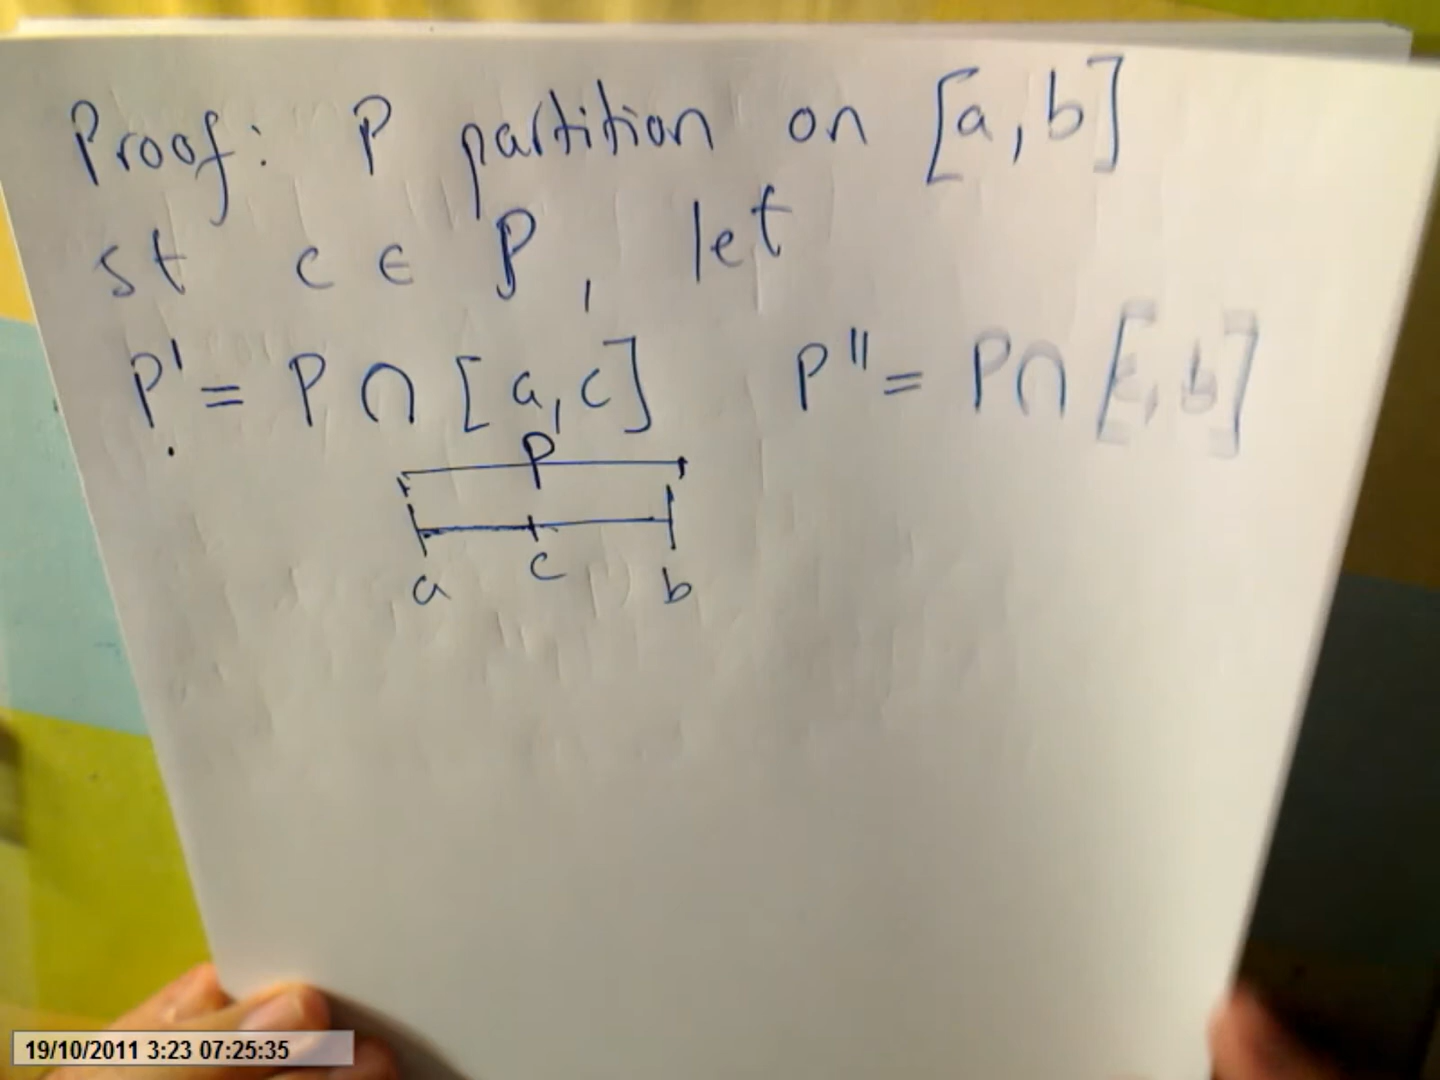 Proof: P partition on [a, b]
st c ∈ P, let
P' = P ∩ [a, c] P'' = P ∩ [c, b]
P
a c b
19/10/2011 3:23 07:25:35